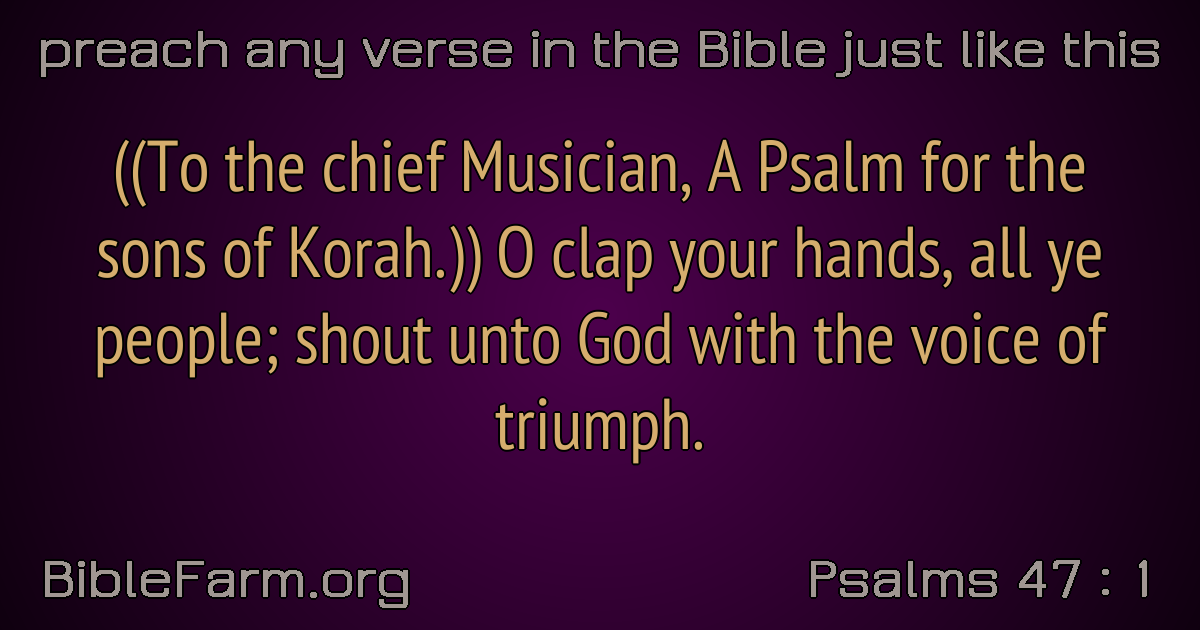 preach any verse in the Bible just like this
((To the chief Musician, A Psalm for the
sons of Korah.)) O clap your hands, all ye
people; shout unto God with the voice of
triumph.
BibleFarm.org
Psalms 47 : 1